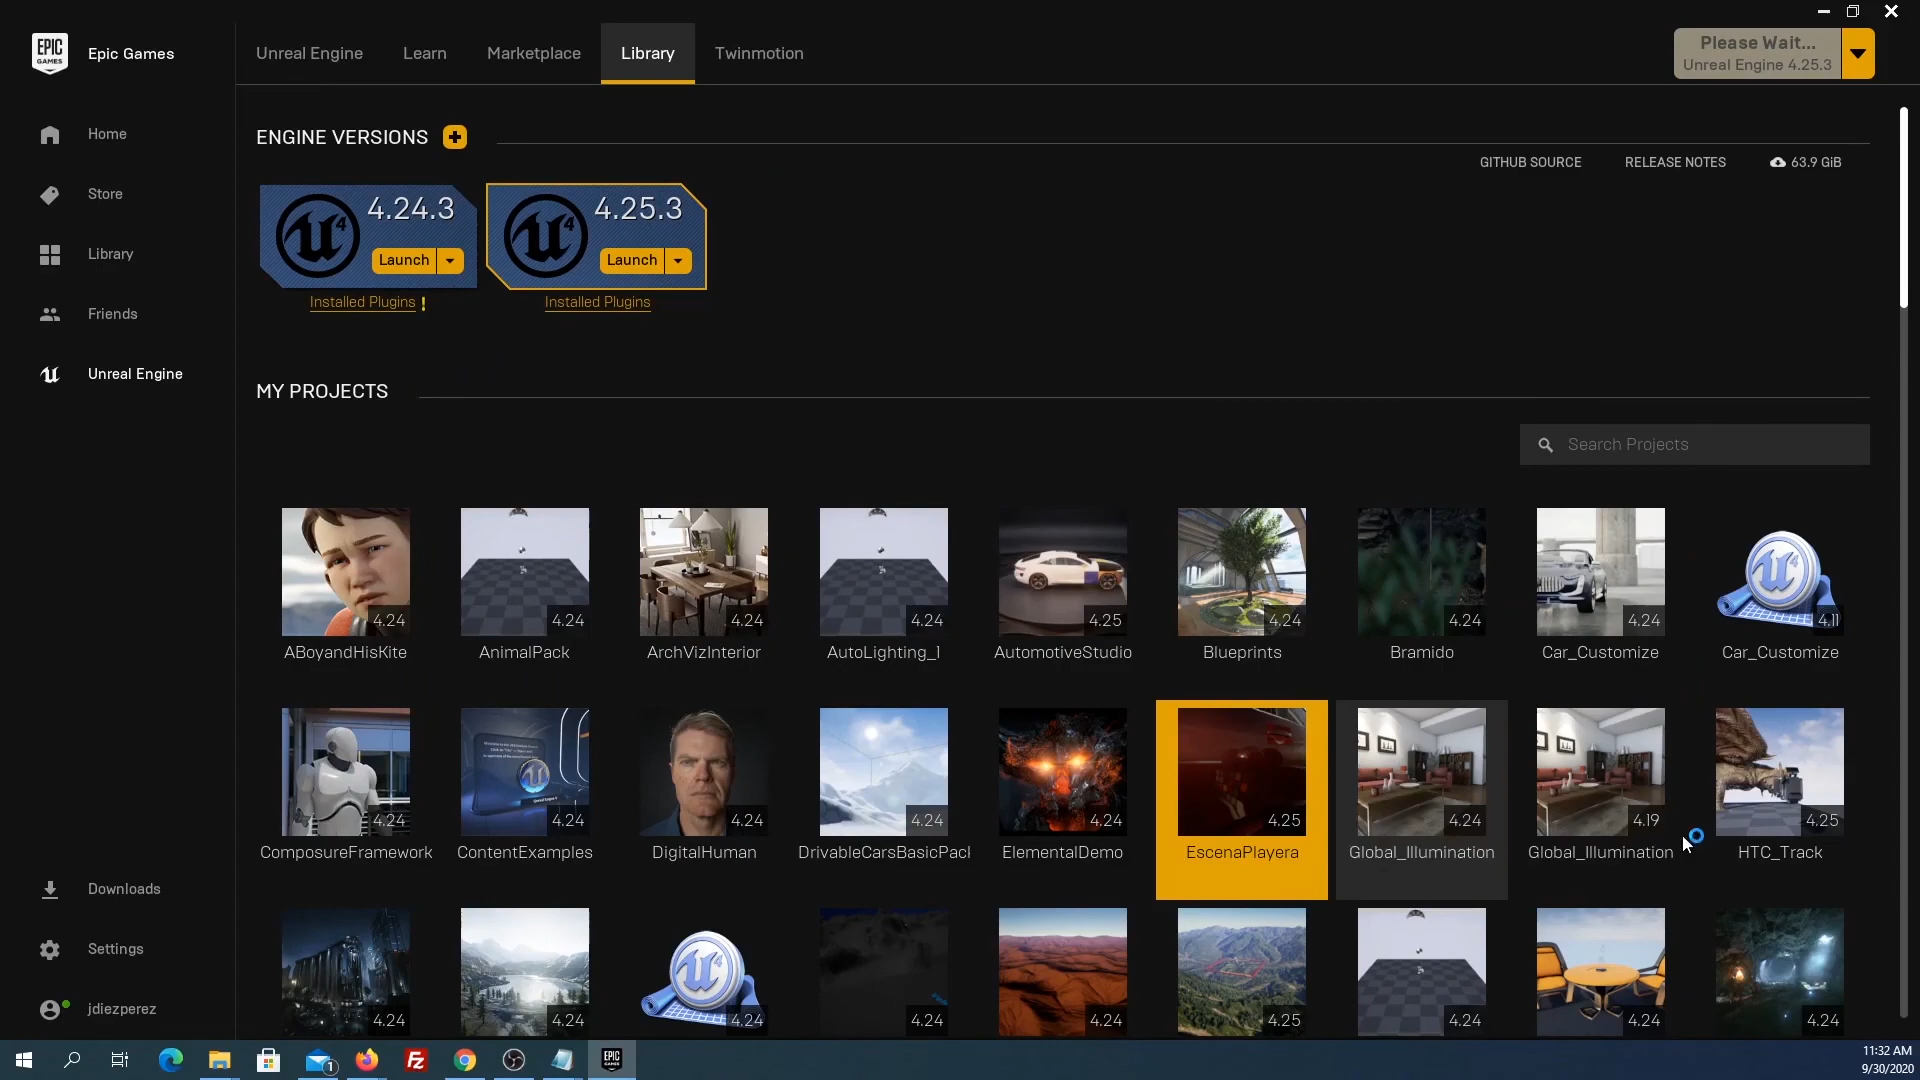 EPIC GAMES
Epic Games
Unreal Engine
Learn
Marketplace
Library
Twinmotion
Please Wait...
Unreal Engine 4.25.3
Home
Store
Library
Friends
Unreal Engine
Downloads
Settings
jdiezperez
ENGINE VERSIONS
GITHUB SOURCE
RELEASE NOTES
63.9 GiB
4.24.3
Launch
Installed Plugins !
4.25.3
Launch
Installed Plugins
MY PROJECTS
Search Projects
4.24
4.24
4.24
4.24
4.25
4.24
4.24
4.24
4.11
ABoyandHisKite
AnimalPack
ArchVizInterior
AutoLighting_1
AutomotiveStudio
Blueprints
Bramido
Car_Customize
Car_Customize
4.24
4.24
4.24
4.24
4.24
4.25
4.24
4.19
4.25
ComposureFramework
ContentExamples
DigitalHuman
DrivableCarsBasicPack
ElementalDemo
EscenaPlayera
Global_Illumination
Global_Illumination
HTC_Track
4.24
4.24
4.24
4.24
4.24
4.25
4.24
4.24
4.24
1
EPIC GAMES
11:32 AM
9/30/2020